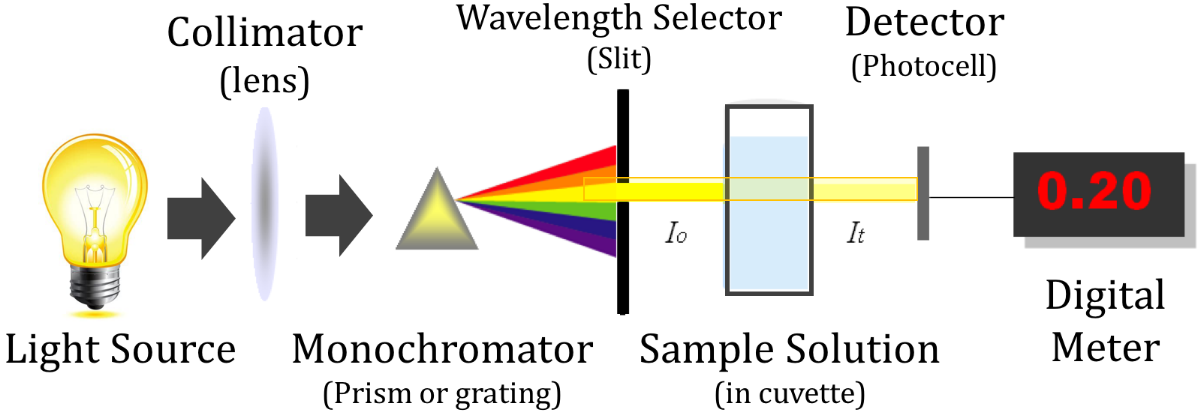 Collimator
(lens)
Wavelength Selector
(Slit)
Detector
(Photocell)
Io
It
0.20
Light Source
Monochromator
(Prism or grating)
Sample Solution
(in cuvette)
Digital
Meter